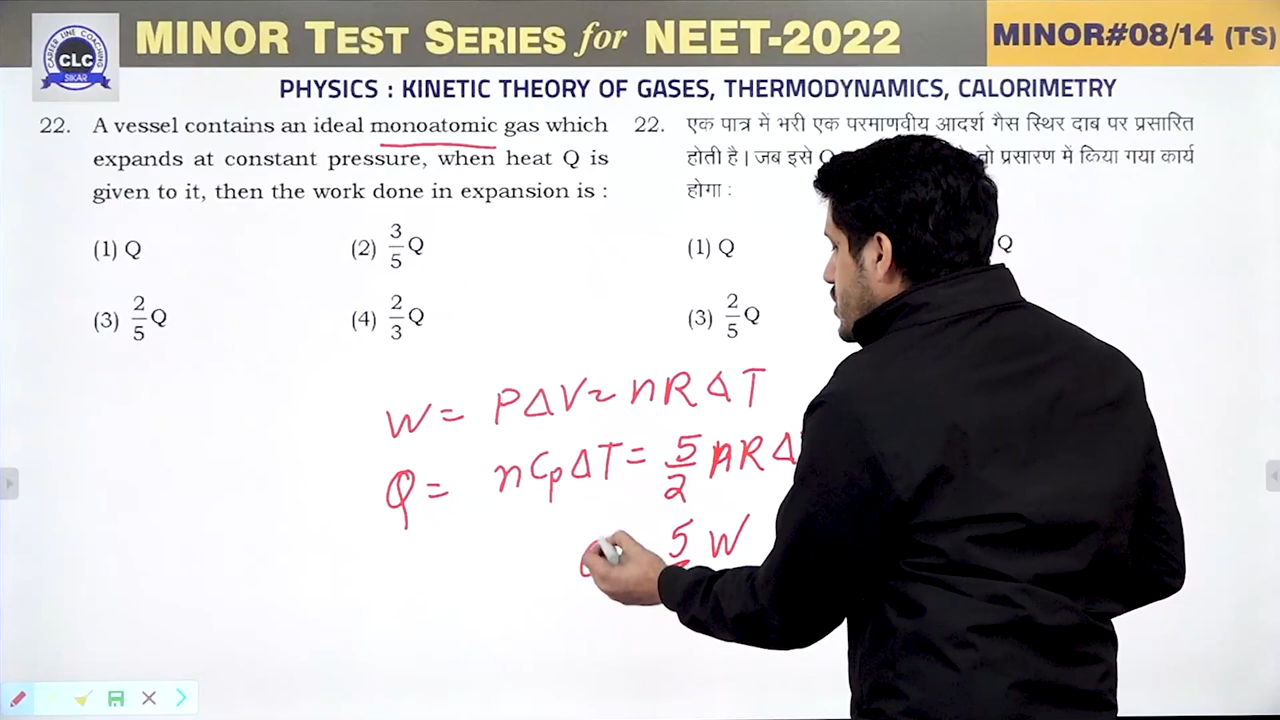 CAREER LINE COACHING
CLC
SIKAR
MINOR TEST SERIES for NEET-2022
MINOR#08/14 (TS)
PHYSICS : KINETIC THEORY OF GASES, THERMODYNAMICS, CALORIMETRY
22. A vessel contains an ideal monoatomic gas which
expands at constant pressure, when heat Q is
given to it, then the work done in expansion is :
(1) Q (2) 3/5 Q
(3) 2/5 Q (4) 2/3 Q
22. एक पात्र में भरी एक परमाणवीय आदर्श गैस स्थिर दाब पर प्रसारित
होती है। जब इसे तो प्रसारण में किया गया कार्य
होगा :
(1) Q Q
(3) 2/5 Q
W = PΔV = nRΔT
Q = nCpΔT = 5/2 nRΔ
5 W